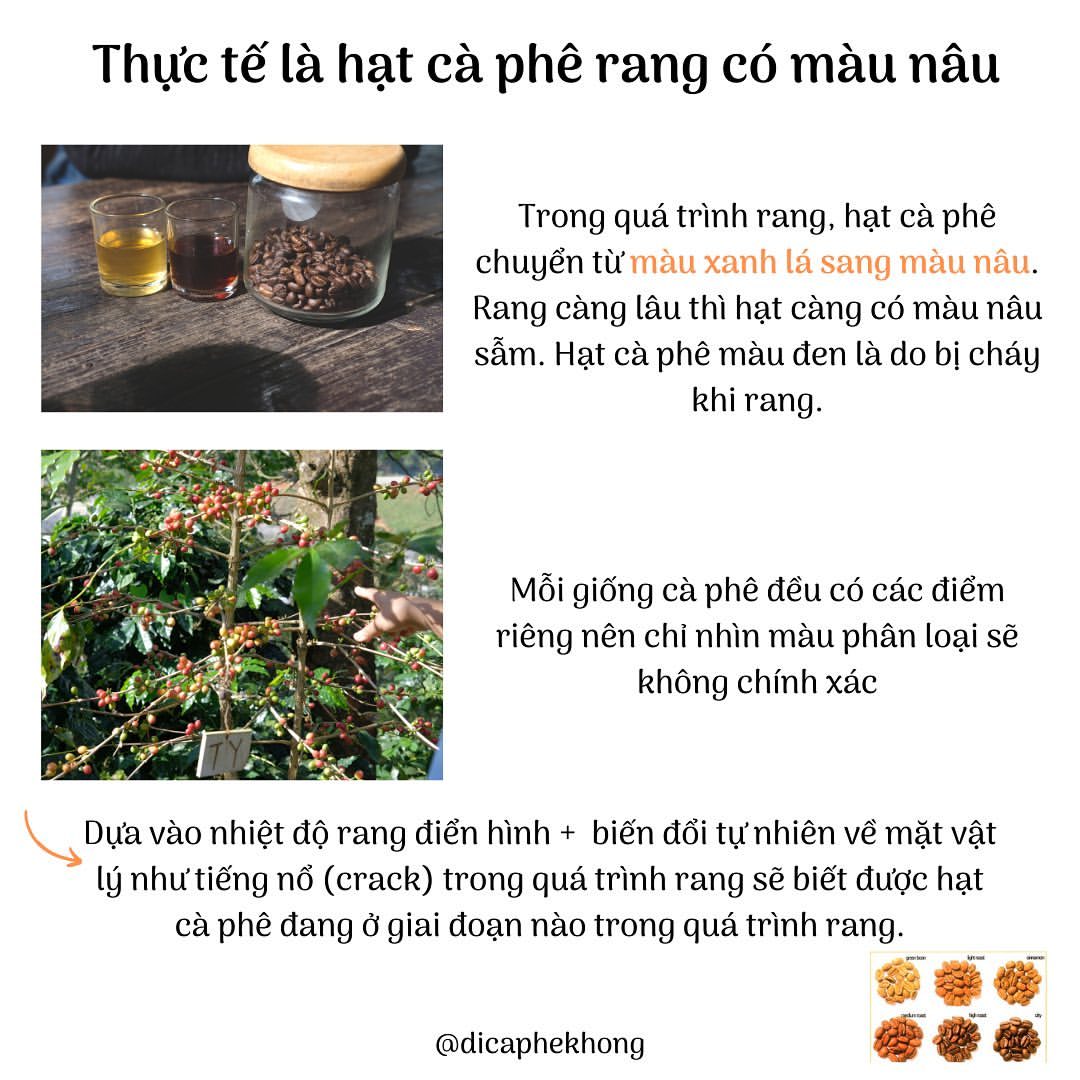 Thực tế là hạt cà phê rang có màu nâu
Trong quá trình rang, hạt cà phê
chuyển từ màu xanh lá sang màu nâu.
Rang càng lâu thì hạt càng có màu nâu
sẫm. Hạt cà phê màu đen là do bị cháy
khi rang.
Mỗi giống cà phê đều có các điểm
riêng nên chỉ nhìn màu phân loại sẽ
không chính xác
TY
Dựa vào nhiệt độ rang điển hình + biến đổi tự nhiên về mặt vật
lý như tiếng nổ (crack) trong quá trình rang sẽ biết được hạt
cà phê đang ở giai đoạn nào trong quá trình rang.
green bean light roast cinnamon
medium roast high roast city
@dicaphekhong